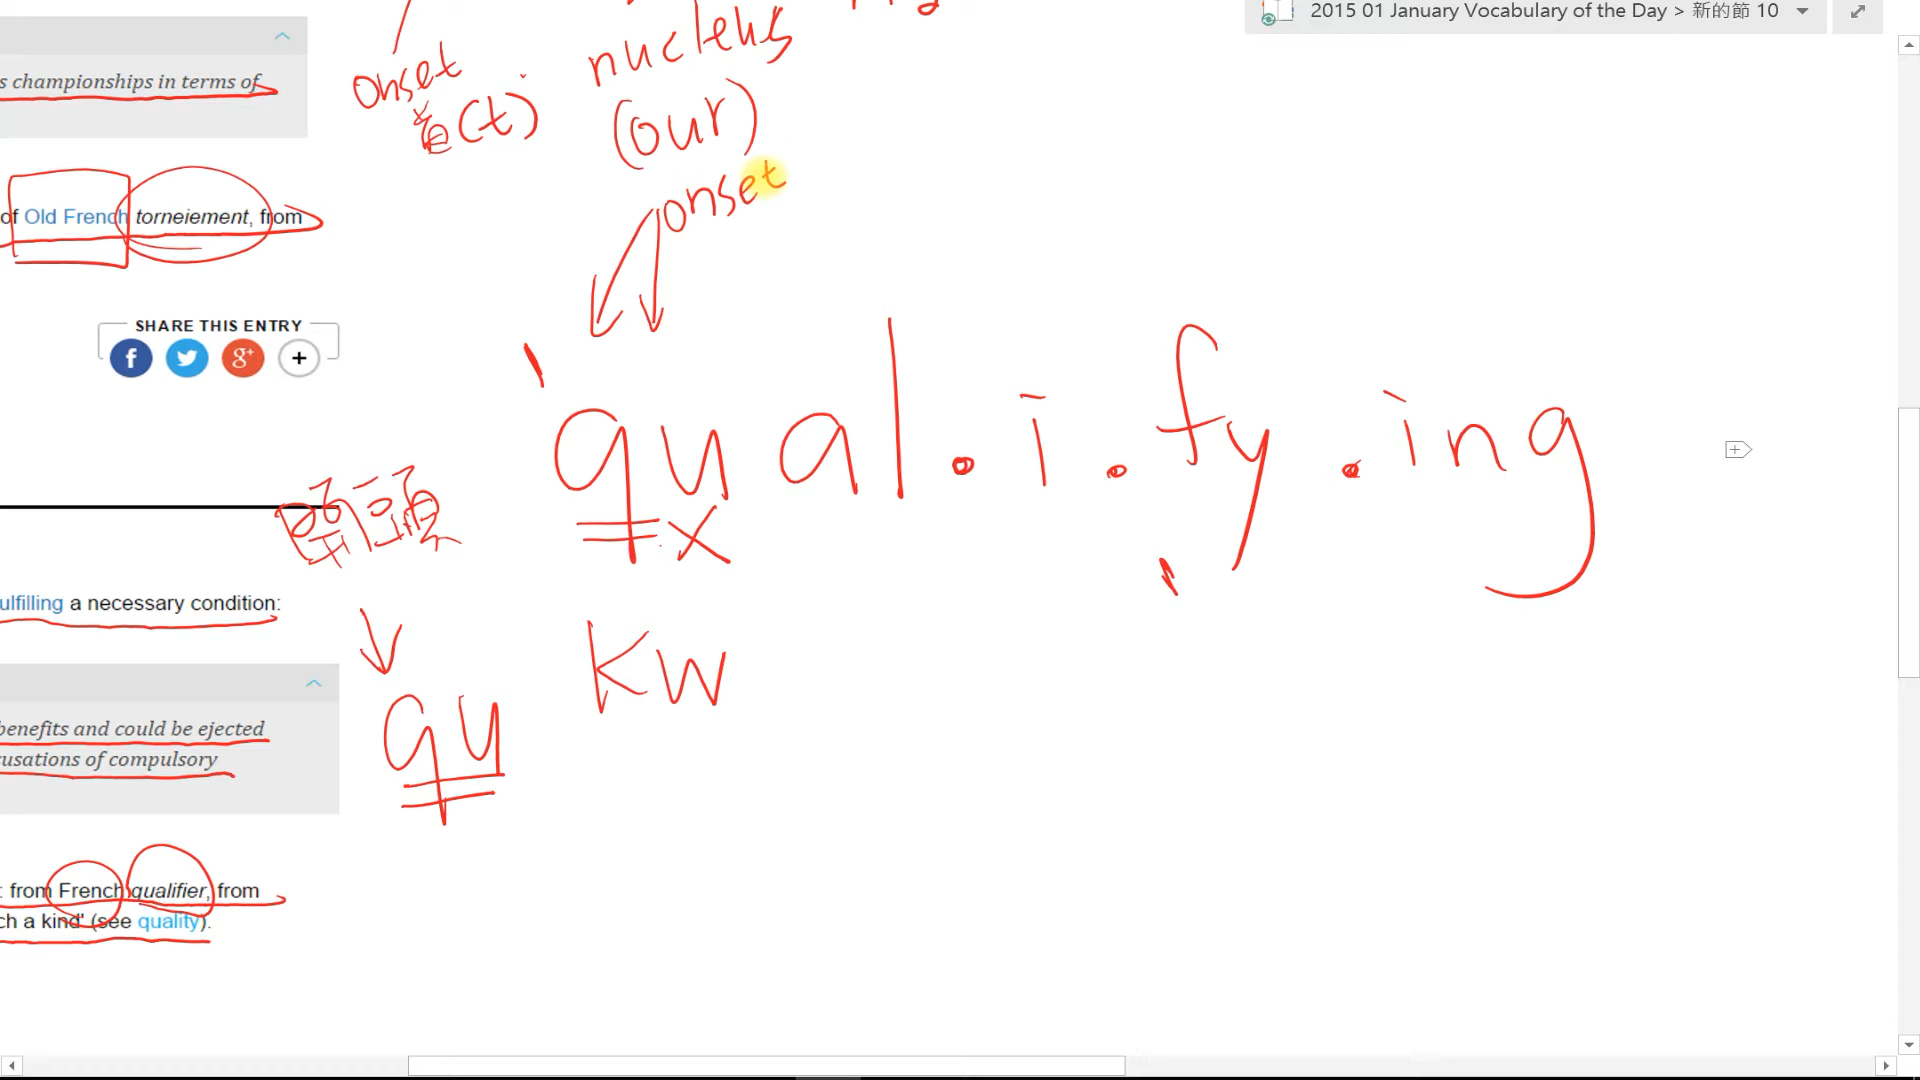 2015 01 January Vocabulary of the Day > 新的節 10
s championships in terms of
onset
(t)
nucleus
(our)
onset
of Old French torneiement, from
SHARE THIS ENTRY
qual.i.fy.ing
kw
qu
ulfilling a necessary condition:
benefits and could be ejected
cusations of compulsory
: from French qualifier, from
ch a kind' (see quality).